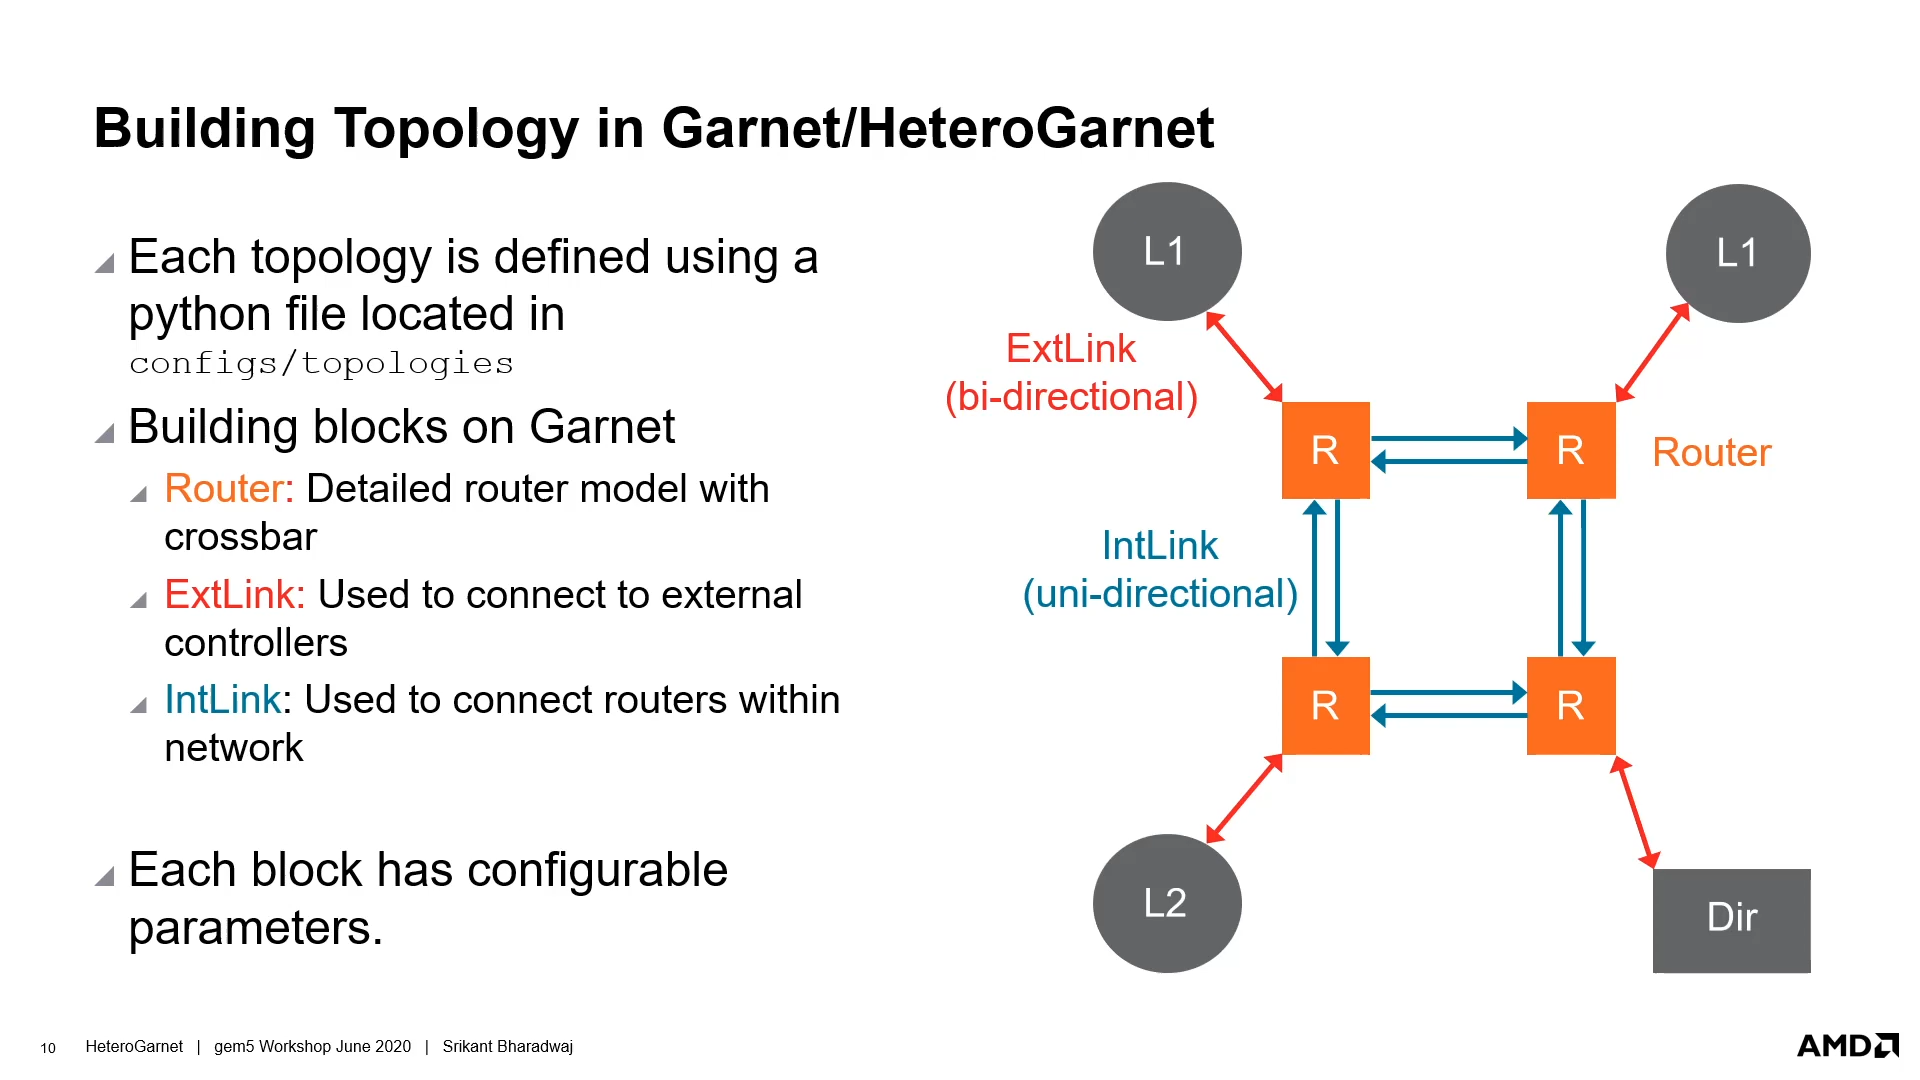 Building Topology in Garnet/HeteroGarnet
Each topology is defined using a
python file located in
configs/topologies
Building blocks on Garnet
Router: Detailed router model with
crossbar
ExtLink: Used to connect to external
controllers
IntLink: Used to connect routers within
network
Each block has configurable
parameters.
L1
L1
ExtLink
(bi-directional)
R
R
Router
IntLink
(uni-directional)
R
R
L2
Dir
10 HeteroGarnet | gem5 Workshop June 2020 | Srikant Bharadwaj
AMD